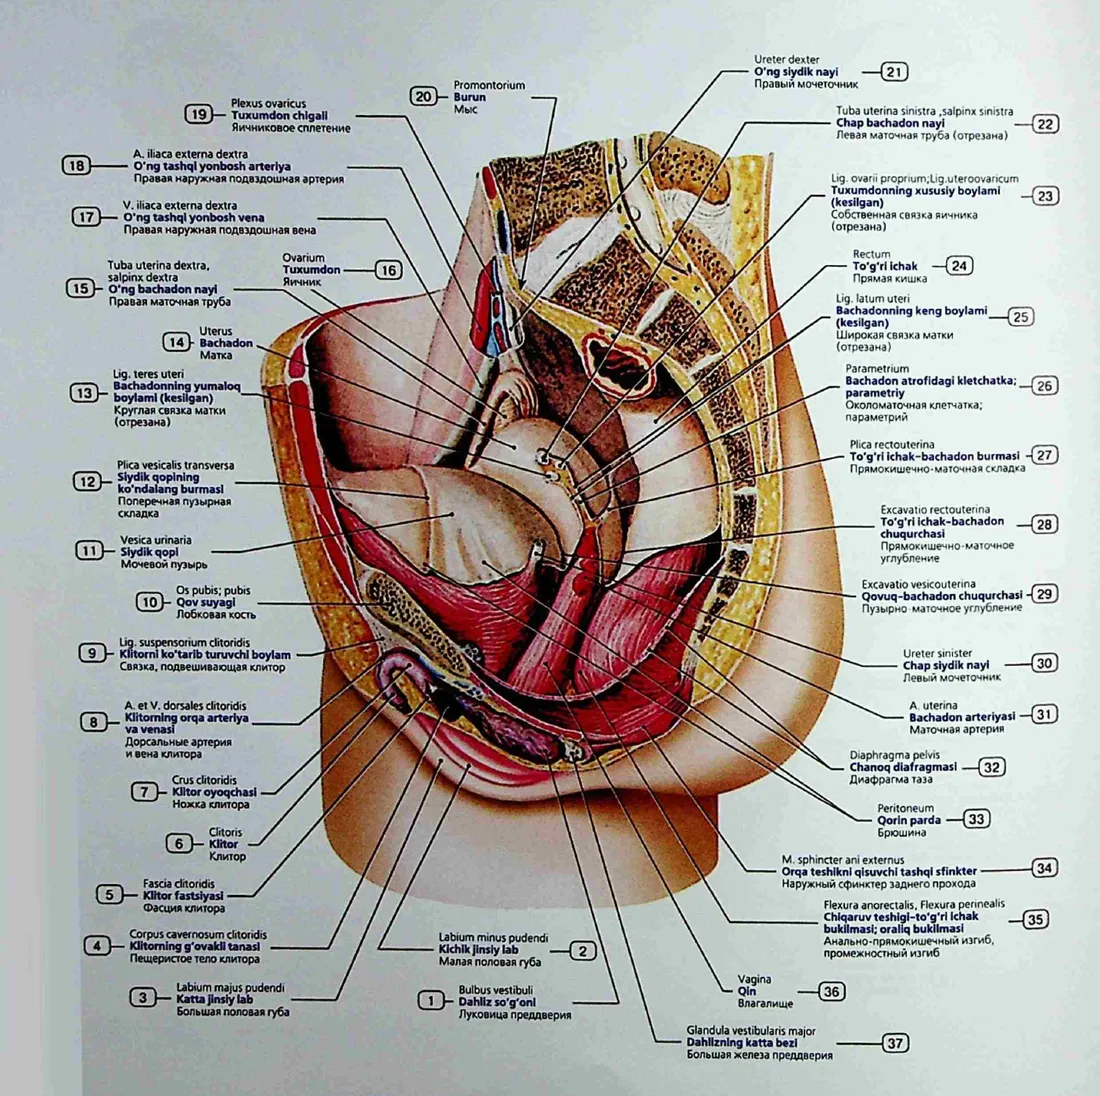 Ureter dexter
O'ng siydik nayi
Правый мочеточник
21
Promontorium
Burun
Мыс
20
Plexus ovaricus
Tuxumdon chigali
Яичниковое сплетение
19
Tuba uterina sinistra ,salpinx sinistra
Chap bachadon nayi
Левая маточная труба (отрезана)
22
A. iliaca externa dextra
O'ng tashqi yonbosh arteriya
Правая наружная подвздошная артерия
18
Lig. ovarii proprium;Lig.uteroovaricum
Tuxumdonning xususiy boylami
(kesilgan)
Собственная связка яичника
(отрезана)
23
V. iliaca externa dextra
O'ng tashqi yonbosh vena
Правая наружная подвздошная вена
17
Ovarium
Tuxumdon
Яичник
16
Rectum
To'g'ri ichak
Прямая кишка
24
Tuba uterina dextra,
salpinx dextra
O'ng bachadon nayi
Правая маточная труба
15
Lig. latum uteri
Bachadonning keng boylami
(kesilgan)
Широкая связка матки
(отрезана)
25
Uterus
Bachadon
Матка
14
Lig. teres uteri
Bachadonning yumaloq
boylami (kesilgan)
Круглая связка матки
(отрезана)
13
Parametrium
Bachadon atrofidagi kletchatka;
parametriy
Околоматочная клетчатка;
параметрий
26
Plica rectouterina
To'g'ri ichak-bachadon burmasi
Прямокишечно-маточная складка
27
Plica vesicalis transversa
Siydik qopining
ko'ndalang burmasi
Поперечная пузырная
складка
12
Excavatio rectouterina
To'g'ri ichak-bachadon
chuqurchasi
Прямокишечно-маточное
углубление
28
Vesica urinaria
Siydik qopi
Мочевой пузырь
11
Excavatio vesicouterina
Qovuq-bachadon chuqurchasi
Пузырно-маточное углубление
29
Os pubis; pubis
Qov suyagi
Лобковая кость
10
Lig. suspensorium clitoridis
Klitorni ko'tarib turuvchi boylam
Связка, подвешивающая клитор
9
Ureter sinister
Chap siydik nayi
Левый мочеточник
30
A. et V. dorsales clitoridis
Klitorning orqa arteriya
va venasi
Дорсальные артерия
и вена клитора
8
A. uterina
Bachadon arteriyasi
Маточная артерия
31
Diaphragma pelvis
Chanoq diafragmasi
Диафрагма таза
32
Crus clitoridis
Klitor oyoqchasi
Ножка клитора
7
Peritoneum
Qorin parda
Брюшина
33
Clitoris
Klitor
Клитор
6
M. sphincter ani externus
Orqa teshikni qisuvchi tashqi sfinkter
Наружный сфинктер заднего прохода
34
Fascia clitoridis
Klitor fastsiyasi
Фасция клитора
5
Flexura anorectalis, Flexura perinealis
Chiqaruv teshigi-to'g'ri ichak
bukilmasi; oraliq bukilmasi
Анально-прямокишечный изгиб,
промежностный изгиб
35
Corpus cavernosum clitoridis
Klitorning g'ovakli tanasi
Пещеристое тело клитора
4
Labium minus pudendi
Kichik jinsiy lab
Малая половая губа
2
Labium majus pudendi
Katta jinsiy lab
Большая половая губа
3
Bulbus vestibuli
Dahliz so'g'oni
Луковица преддверия
1
Vagina
Qin
Влагалище
36
Glandula vestibularis major
Dahlizning katta bezi
Большая железа преддверия
37